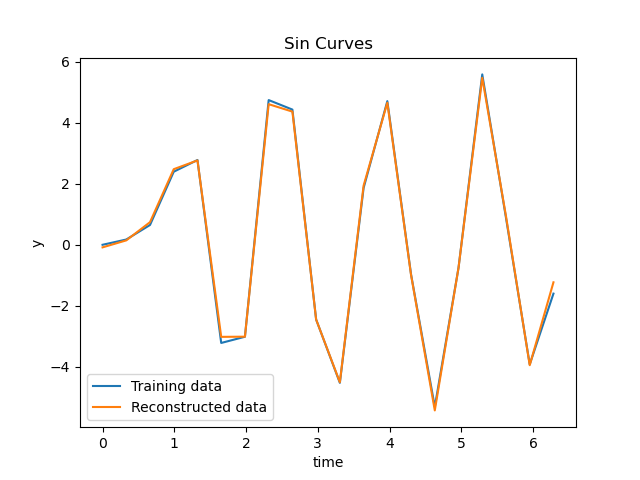 Sin Curves
6
4
2
0
−2
−4
y
0 1 2 3 4 5 6
time
Training data
Reconstructed data